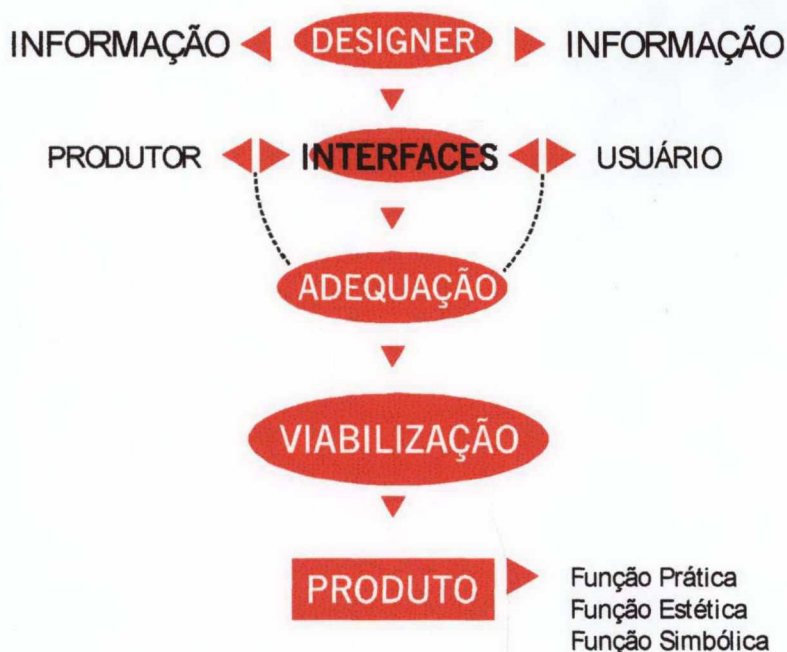 INFORMAÇÃO DESIGNER INFORMAÇÃO
PRODUTOR INTERFACES USUÁRIO
ADEQUAÇÃO
VIABILIZAÇÃO
PRODUTO
Função Prática
Função Estética
Função Simbólica